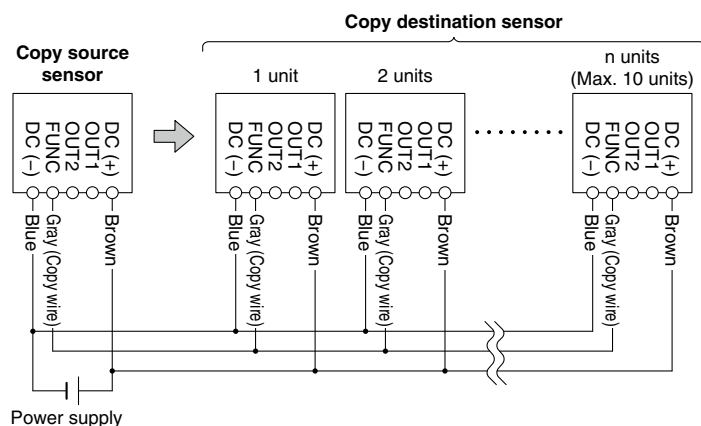 Copy destination sensor
Copy source
sensor
1 unit
2 units
n units
(Max. 10 units)
DC (−)
FUNC
OUT2
OUT1
DC (+)
DC (−)
FUNC
OUT2
OUT1
DC (+)
DC (−)
FUNC
OUT2
OUT1
DC (+)
DC (−)
FUNC
OUT2
OUT1
DC (+)
Blue
Gray (Copy wire)
Brown
Blue
Gray (Copy wire)
Brown
Blue
Gray (Copy wire)
Brown
Blue
Gray (Copy wire)
Brown
Power supply